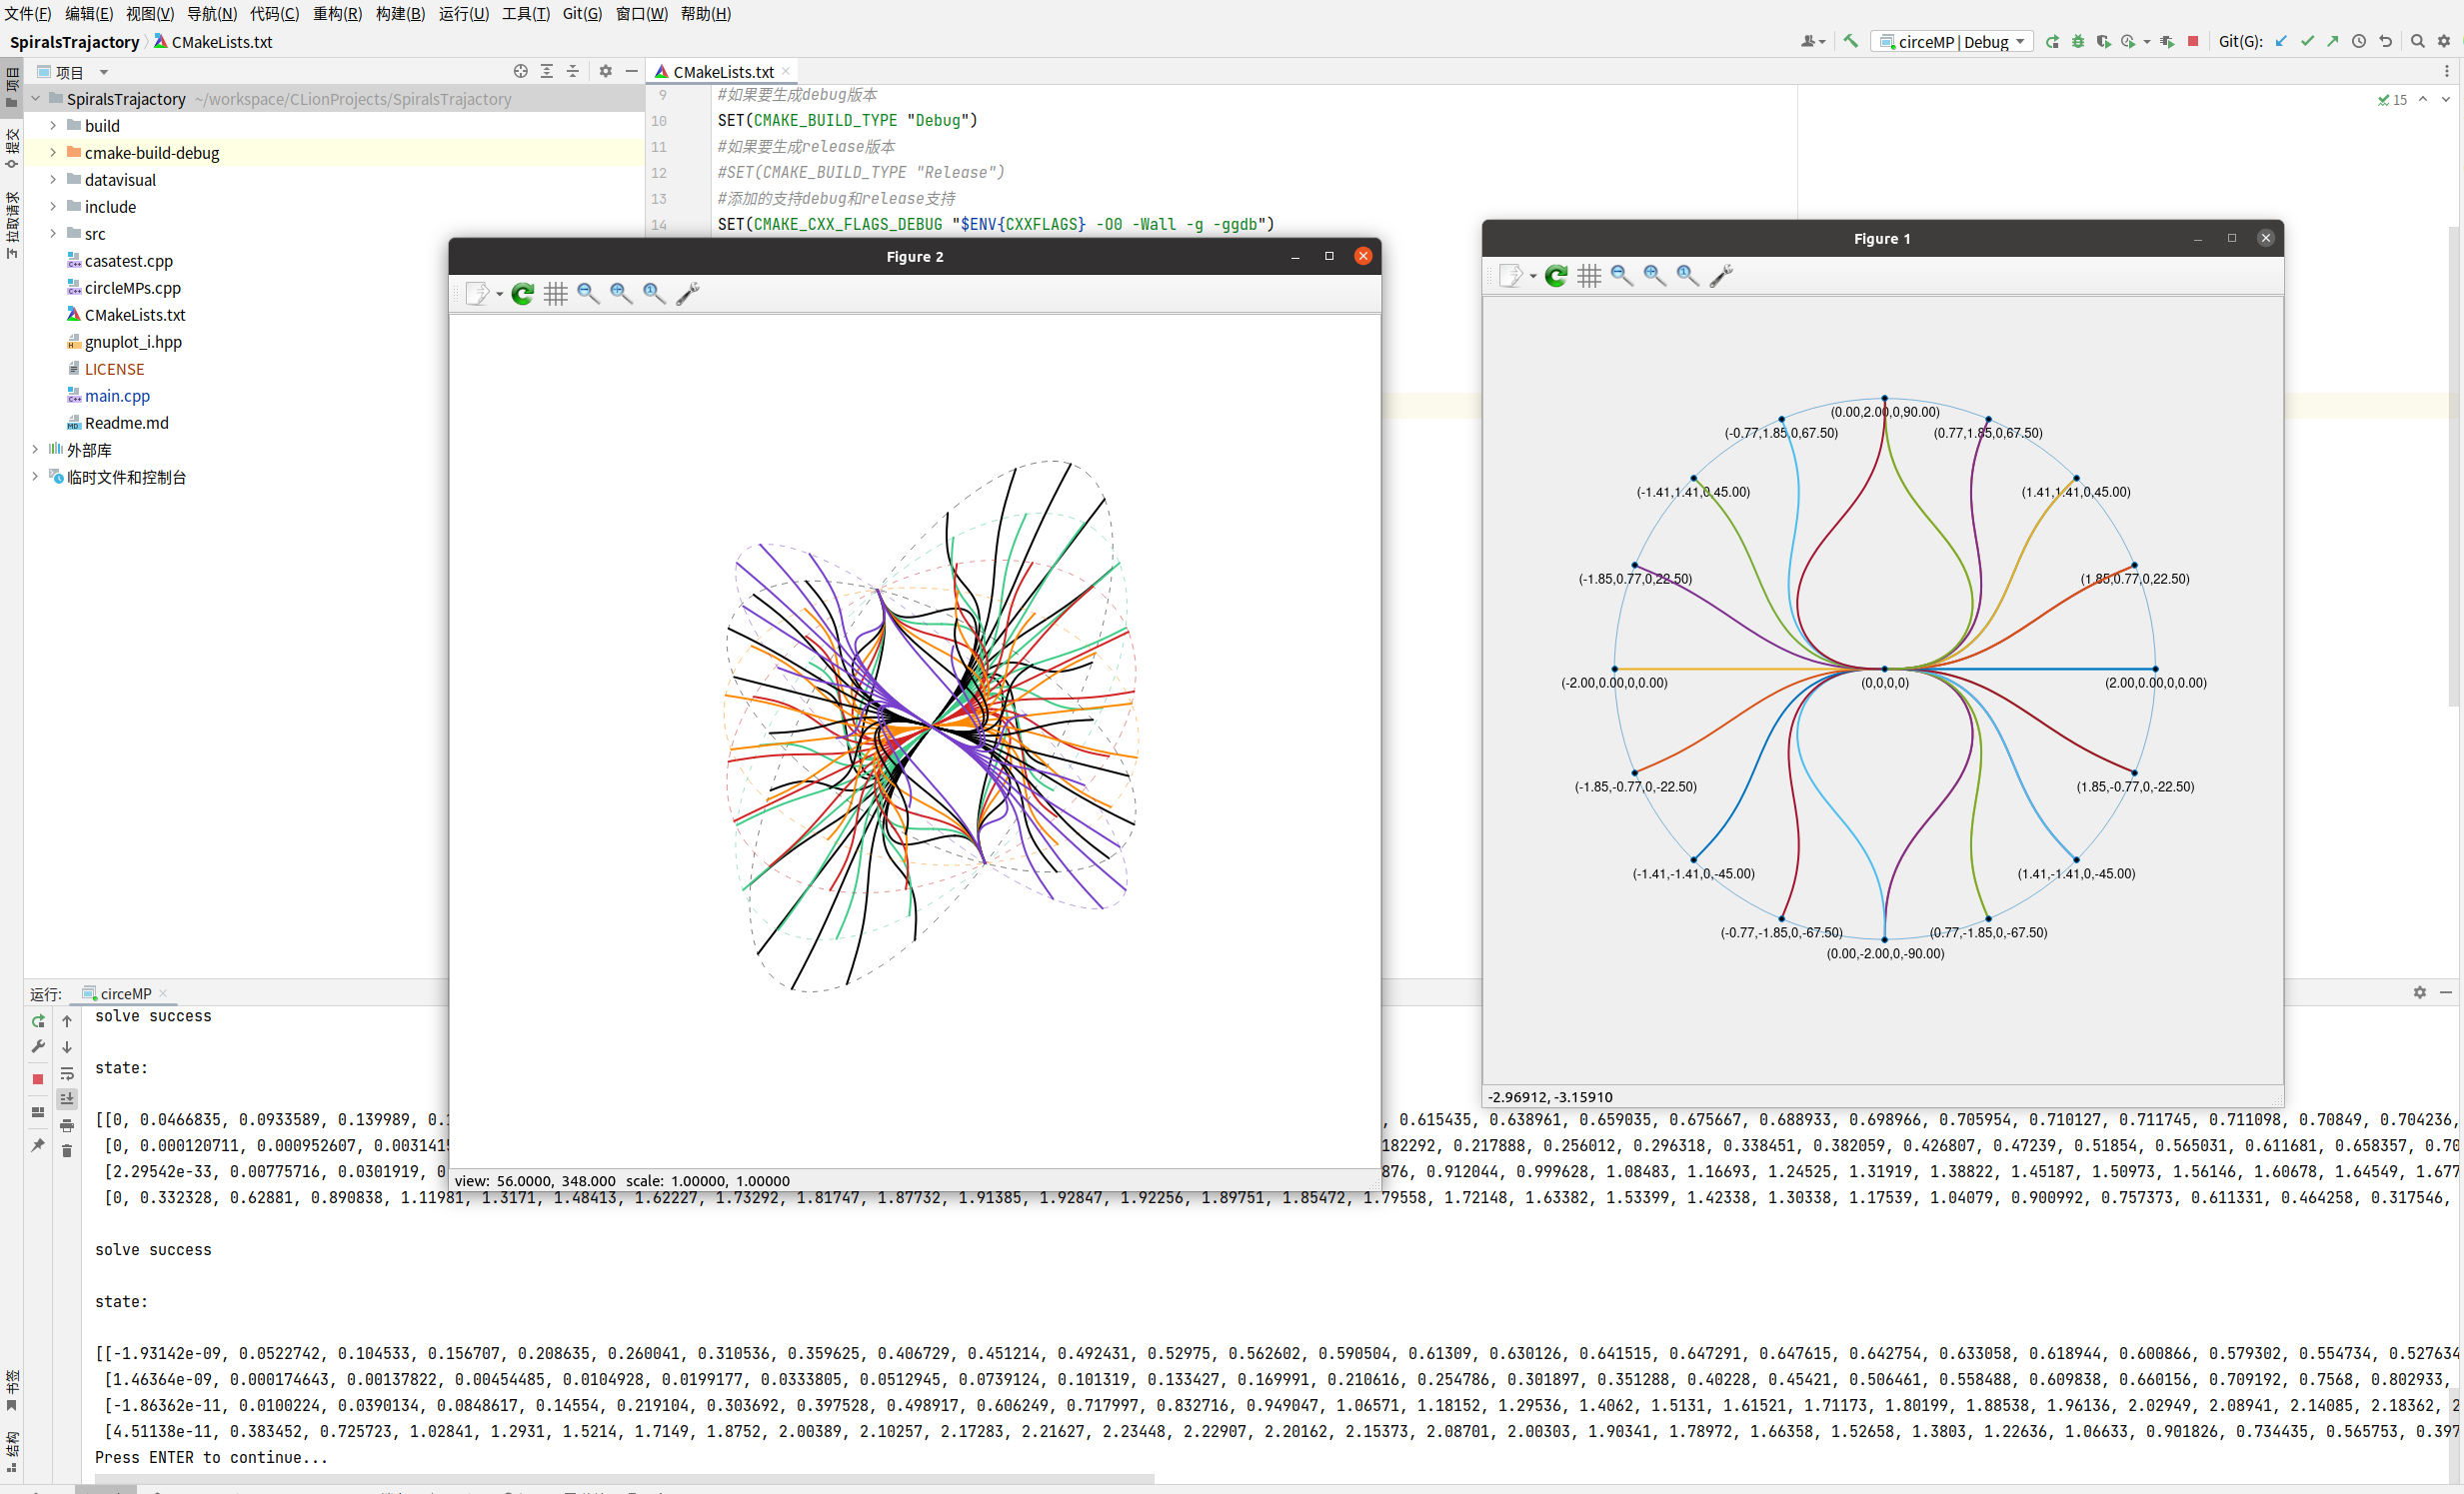 文件(F) 编辑(E) 视图(V) 导航(N) 代码(C) 重构(R) 构建(B) 运行(U) 工具(T) Git(G) 窗口(W) 帮助(H)
SpiralsTrajactory CMakeLists.txt
circeMP | Debug
Git(G):
项目
提交
拉取请求
书签
结构
项目
SpiralsTrajactory ~/workspace/CLionProjects/SpiralsTrajactory
build
cmake-build-debug
datavisual
include
src
casatest.cpp
circleMPs.cpp
CMakeLists.txt
gnuplot_i.hpp
LICENSE
main.cpp
Readme.md
外部库
临时文件和控制台
CMakeLists.txt
15
9 #如果要生成debug版本
10 SET(CMAKE_BUILD_TYPE "Debug")
11 #如果要生成release版本
12 #SET(CMAKE_BUILD_TYPE "Release")
13 #添加的支持debug和release支持
14 SET(CMAKE_CXX_FLAGS_DEBUG "$ENV{CXXFLAGS} -O0 -Wall -g -ggdb")
Figure 2
view: 56.0000, 348.000 scale: 1.00000, 1.00000
Figure 1
(0.00,2.00,0,90.00)
(-0.77,1.85,0,67.50) (0.77,1.85,0,67.50)
(-1.41,1.41,0,45.00) (1.41,1.41,0,45.00)
(-1.85,0.77,0,22.50) (1.85,0.77,0,22.50)
(-2.00,0.00,0,0.00) (0,0,0,0) (2.00,0.00,0,0.00)
(-1.85,-0.77,0,-22.50) (1.85,-0.77,0,-22.50)
(-1.41,-1.41,0,-45.00) (1.41,-1.41,0,-45.00)
(-0.77,-1.85,0,-67.50) (0.77,-1.85,0,-67.50)
(0.00,-2.00,0,-90.00)
-2.96912, -3.15910
运行: circeMP
solve success
state:
[[0, 0.0466835, 0.0933589, 0.139989, , 0.615435, 0.638961, 0.659035, 0.675667, 0.688933, 0.698966, 0.705954, 0.710127, 0.711745, 0.711098, 0.70849, 0.704236,
[0, 0.000120711, 0.000952607, 0.217888, 0.256012, 0.296318, 0.338451, 0.382059, 0.426807, 0.47239, 0.51854, 0.565031, 0.611681, 0.658357,
[2.29542e-33, 0.00775716, 0.0301919, 0.912044, 0.999628, 1.08483, 1.16693, 1.24525, 1.31919, 1.38822, 1.45187, 1.50973, 1.56146, 1.60678, 1.64549,
[0, 0.332328, 0.62881, 0.890838, 1.11981, 1.3171, 1.48413, 1.62227, 1.73292, 1.81747, 1.87732, 1.91385, 1.92847, 1.92256, 1.89751, 1.85472, 1.79558, 1.72148, 1.63382, 1.53399, 1.42338, 1.30338, 1.17539, 1.04079, 0.900992, 0.757373, 0.611331, 0.464258, 0.317546,
solve success
state:
[[-1.93142e-09, 0.0522742, 0.104533, 0.156707, 0.208635, 0.260041, 0.310536, 0.359625, 0.406729, 0.451214, 0.492431, 0.52975, 0.562602, 0.590504, 0.61309, 0.630126, 0.641515, 0.647291, 0.647615, 0.642754, 0.633058, 0.618944, 0.600866, 0.579302, 0.554734, 0.527634
[1.46364e-09, 0.000174643, 0.00137822, 0.00454485, 0.0104928, 0.0199177, 0.0333805, 0.0512945, 0.0739124, 0.101319, 0.133427, 0.169991, 0.210616, 0.254786, 0.301897, 0.351288, 0.40228, 0.45421, 0.506461, 0.558488, 0.609838, 0.660156, 0.709192, 0.7568, 0.802933,
[-1.86362e-11, 0.0100224, 0.0390134, 0.0848617, 0.14554, 0.219104, 0.303692, 0.397528, 0.498917, 0.606249, 0.717997, 0.832716, 0.949047, 1.06571, 1.18152, 1.29536, 1.4062, 1.5131, 1.61521, 1.71173, 1.80199, 1.88538, 1.96136, 2.02949, 2.08941, 2.14085, 2.18362,
[4.51138e-11, 0.383452, 0.725723, 1.02841, 1.2931, 1.5214, 1.7149, 1.8752, 2.00389, 2.10257, 2.17283, 2.21627, 2.23448, 2.22907, 2.20162, 2.15373, 2.08701, 2.00303, 1.90341, 1.78972, 1.66358, 1.52658, 1.3803, 1.22636, 1.06633, 0.901826, 0.734435, 0.565753, 0.397
Press ENTER to continue...